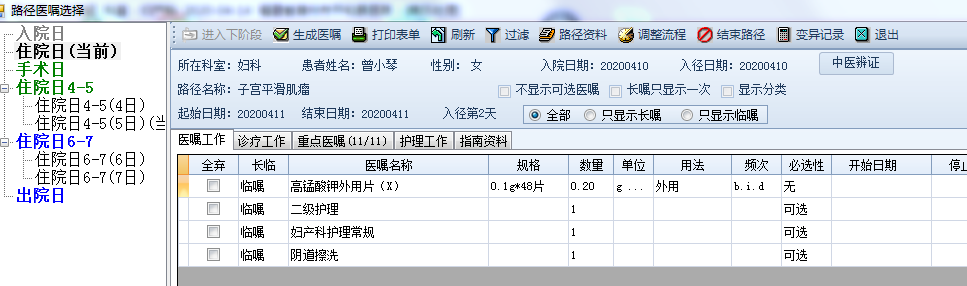 路径医嘱选择
进入下阶段 生成医嘱 打印表单 刷新 过滤 路径资料 调整流程 结束路径 变异记录 退出
入院日
住院日(当前)
手术日
住院日4-5
住院日4-5(4日)
住院日4-5(5日)(当
住院日6-7
住院日6-7(6日)
住院日6-7(7日)
出院日
所在科室: 妇科 患者姓名: 曾小琴 性别: 女 入院日期: 20200410 入径日期: 20200410 中医辨证
路径名称: 子宫平滑肌瘤 不显示可选医嘱 长嘱只显示一次 显示分类
起始日期: 20200411 结束日期: 20200411 入径第2天 全部 只显示长嘱 只显示临嘱
医嘱工作 诊疗工作 重点医嘱(11/11) 护理工作 指南资料
全弃 长临 医嘱名称 规格 数量 单位 用法 频次 必选性 开始日期 停止
临嘱 高锰酸钾外用片(X) 0.1g*48片 0.20 g ... 外用 b.i.d 无
临嘱 二级护理 1 可选
临嘱 妇产科护理常规 1 可选
临嘱 阴道擦洗 1 可选